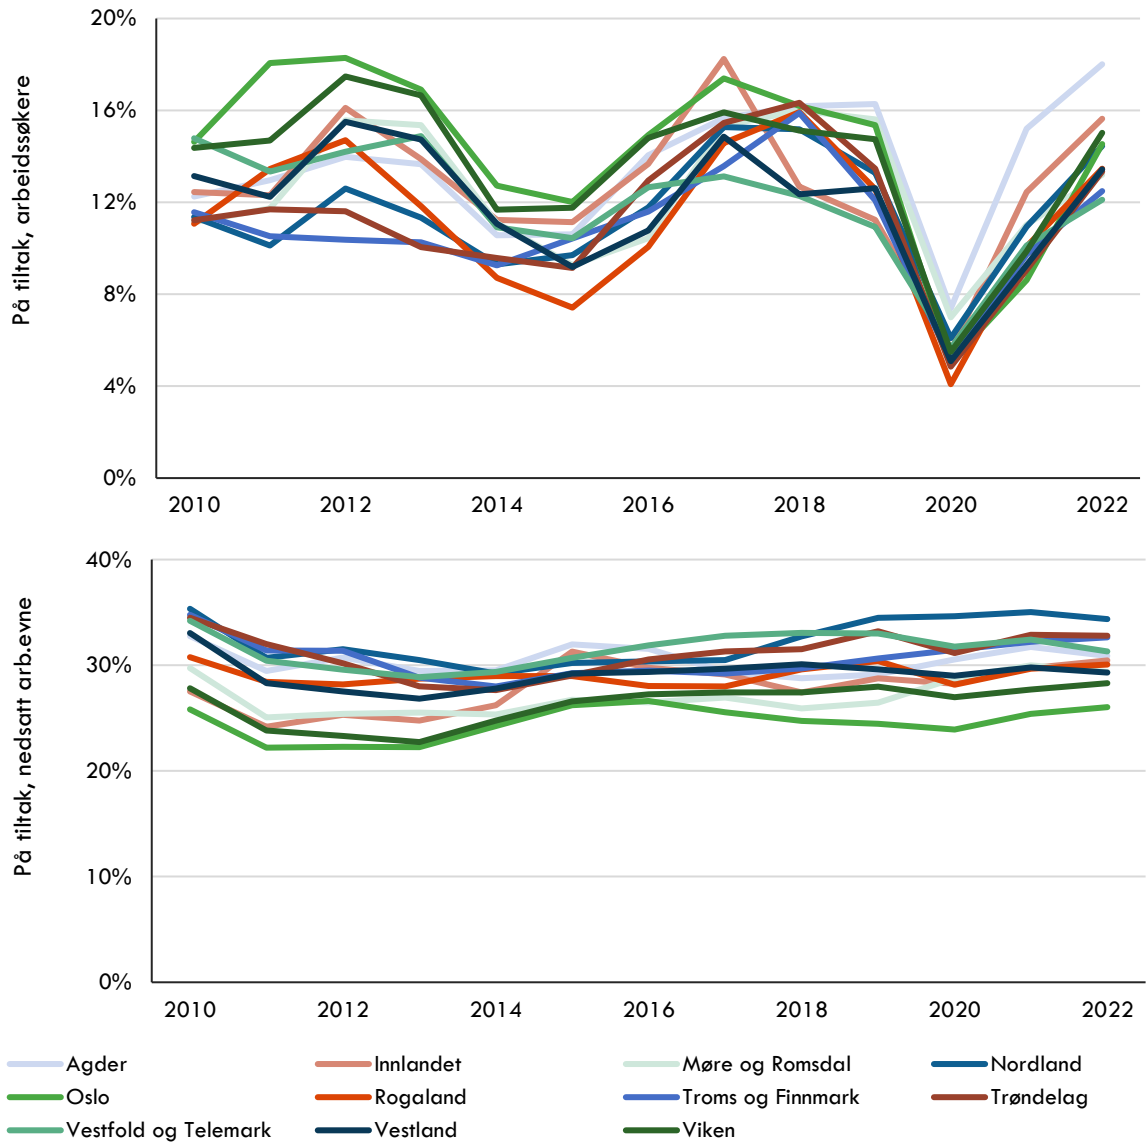 20%
16%
12%
8%
4%
0%
På tiltak, arbeidssøkere
2010 2012 2014 2016 2018 2020 2022
40%
30%
20%
10%
0%
På tiltak, nedsatt arb.evne
2010 2012 2014 2016 2018 2020 2022
Agder Innlandet Møre og Romsdal Nordland
Oslo Rogaland Troms og Finnmark Trøndelag
Vestfold og Telemark Vestland Viken